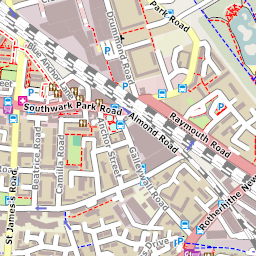 Park Road
Drummond Road
Blue Anchor
Southwark Park Road
Raymouth Road
Almond Road
Anchor Street
Galleywall Road
Beatrice Road
Camilla Road
St James's Road
Rotherhithe New
Drive